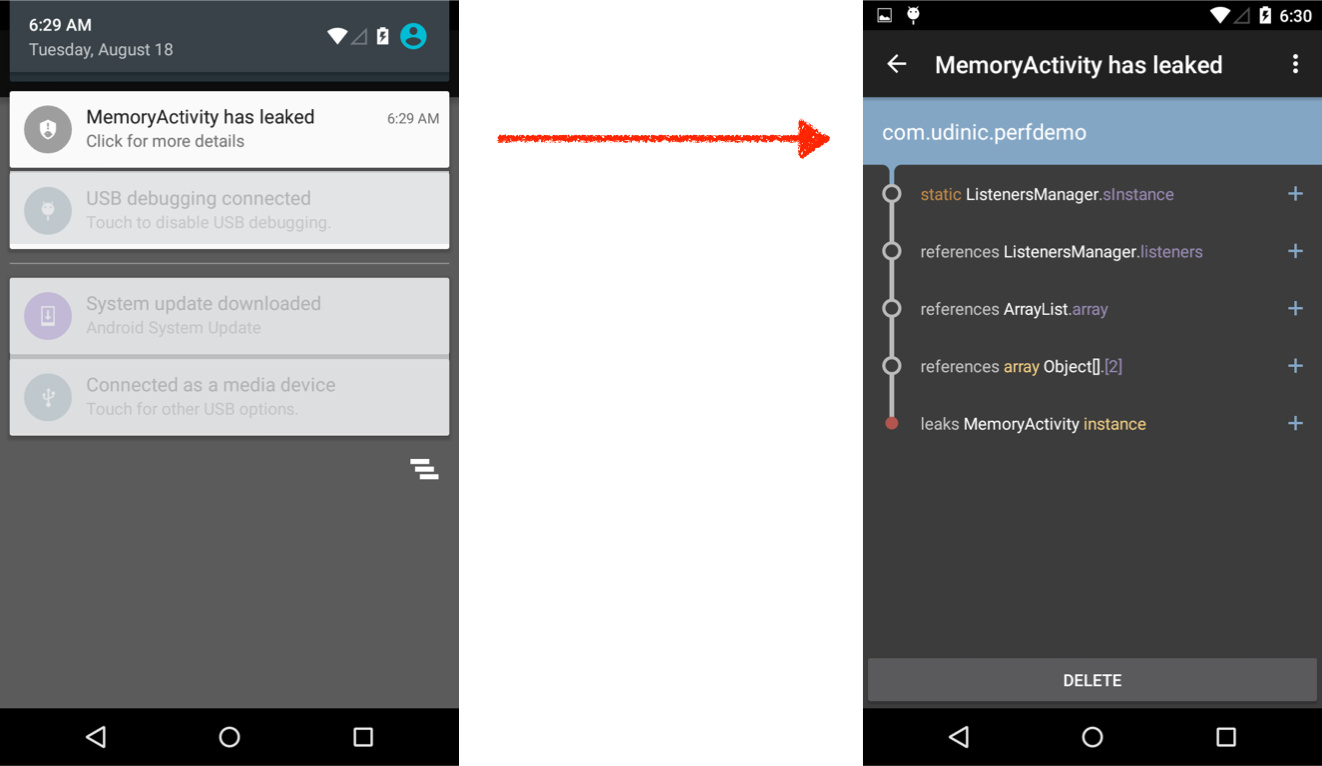 6:29 AM
Tuesday, August 18
MemoryActivity has leaked
6:29 AM
Click for more details
USB debugging connected
Touch to disable USB debugging.
System update downloaded
Android System Update
Connected as a media device
Touch for other USB options.
6:30
MemoryActivity has leaked
com.udinic.perfdemo
static ListenersManager.sInstance
references ListenersManager.listeners
references ArrayList.array
references array Object[].[2]
leaks MemoryActivity instance
DELETE